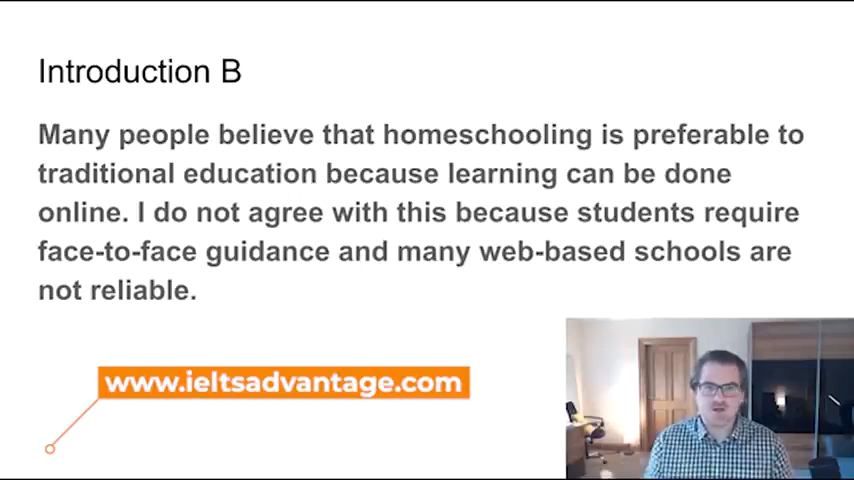 Introduction B
Many people believe that homeschooling is preferable to
traditional education because learning can be done
online. I do not agree with this because students require
face-to-face guidance and many web-based schools are
not reliable.
www.ieltsadvantage.com